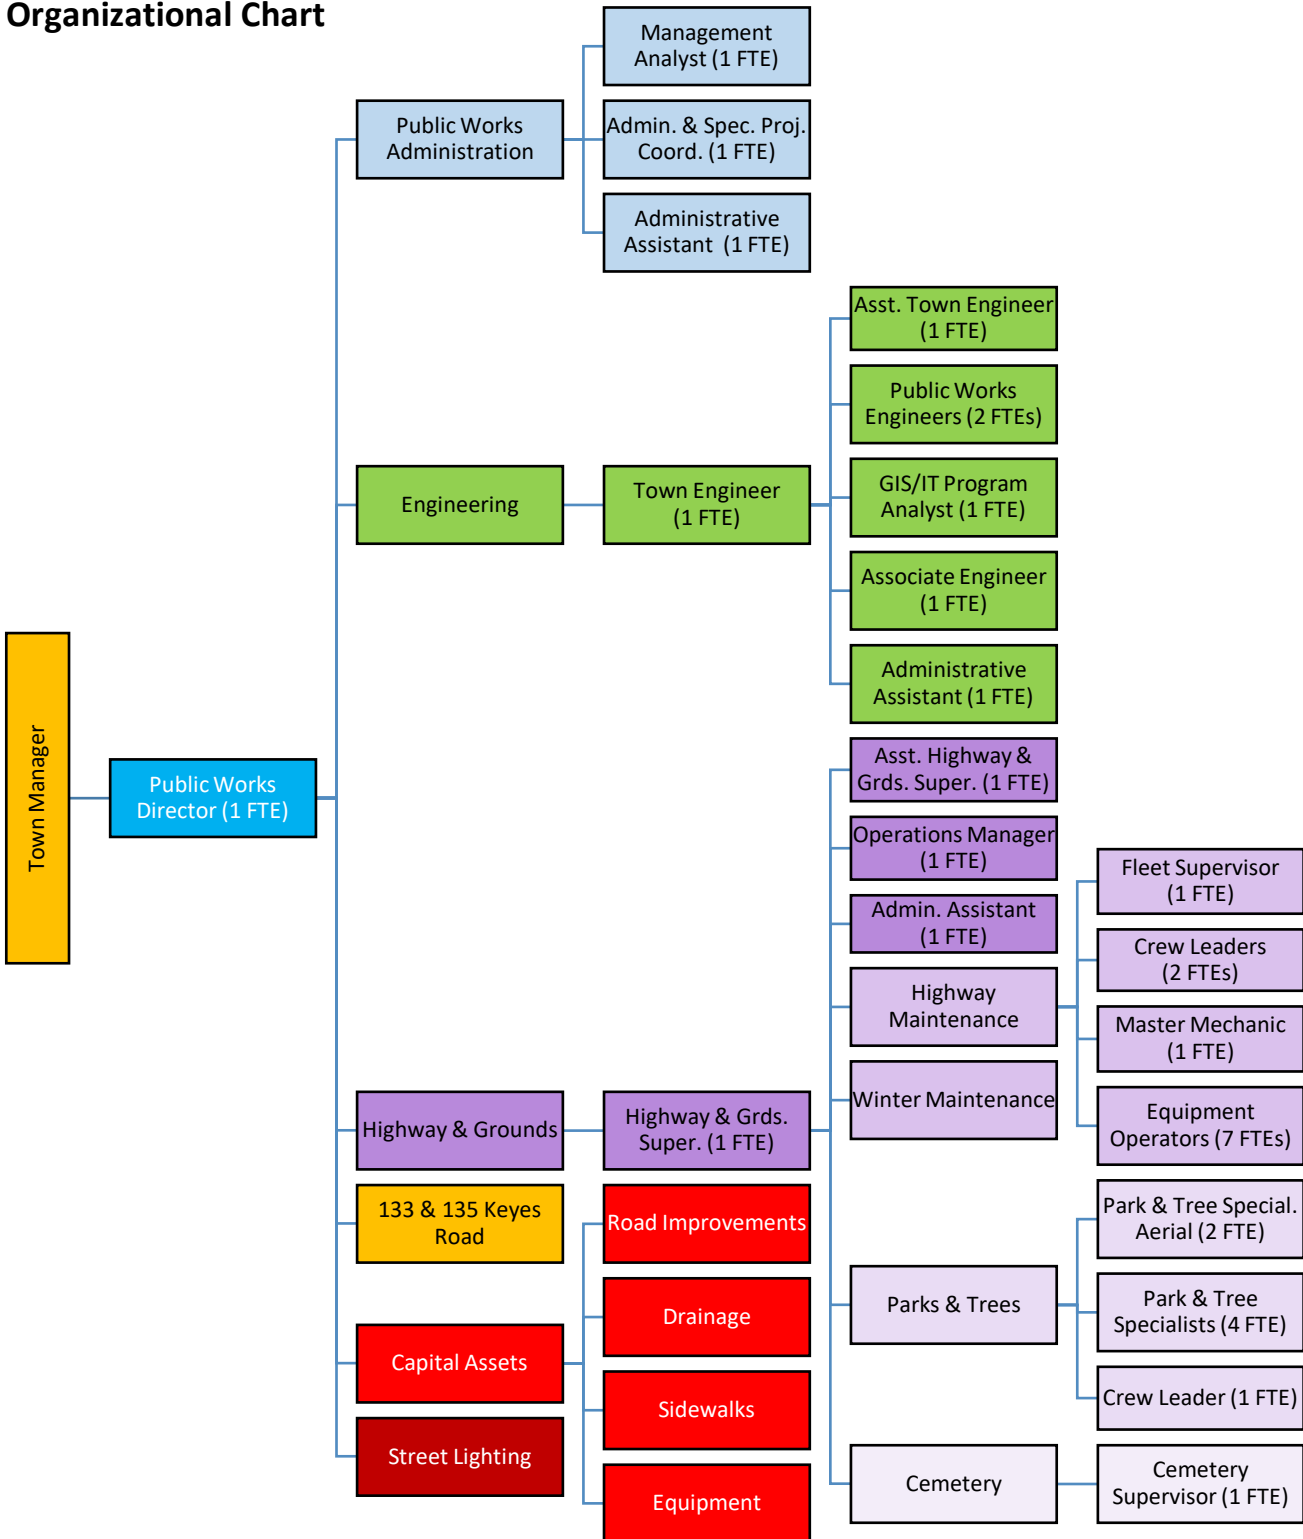 Organizational Chart
Management
Analyst (1 FTE)
Public Works
Administration
Admin. & Spec. Proj.
Coord. (1 FTE)
Administrative
Assistant  (1 FTE)
Asst. Town Engineer
(1 FTE)
Public Works
Engineers (2 FTEs)
Engineering
Town Engineer
(1 FTE)
GIS/IT Program
Analyst (1 FTE)
Associate Engineer
(1 FTE)
Administrative
Assistant (1 FTE)
Town Manager
Public Works
Director (1 FTE)
Asst. Highway &
Grds. Super. (1 FTE)
Operations Manager
(1 FTE)
Admin. Assistant
(1 FTE)
Highway
Maintenance
Fleet Supervisor
(1 FTE)
Crew Leaders
(2 FTEs)
Master Mechanic
(1 FTE)
Equipment
Operators (7 FTEs)
Winter Maintenance
Highway & Grounds
Highway & Grds.
Super. (1 FTE)
133 & 135 Keyes
Road
Road Improvements
Drainage
Capital Assets
Sidewalks
Street Lighting
Equipment
Parks & Trees
Park & Tree Special.
Aerial (2 FTE)
Park & Tree
Specialists (4 FTE)
Crew Leader (1 FTE)
Cemetery
Cemetery
Supervisor (1 FTE)